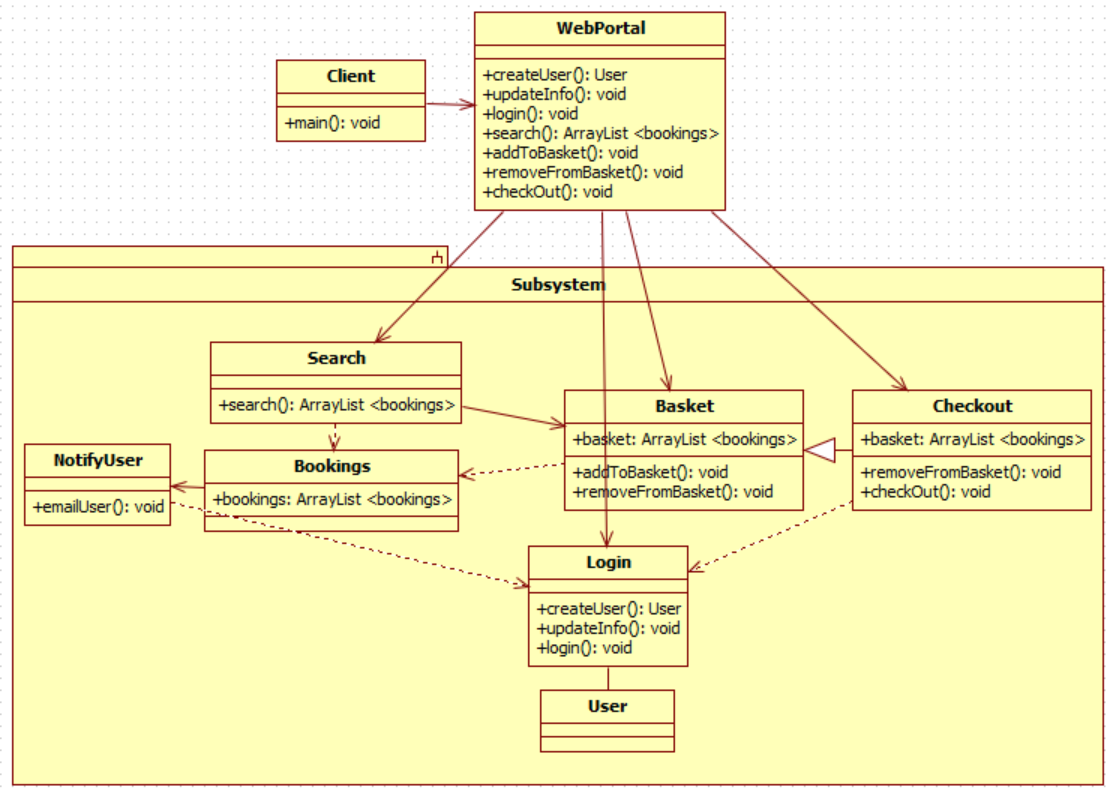 WebPortal
+createUser(): User
+updateInfo(): void
+login(): void
+search(): ArrayList <bookings>
+addToBasket(): void
+removeFromBasket(): void
+checkOut(): void
Client
+main(): void
Subsystem
Search
+search(): ArrayList <bookings>
Basket
+basket: ArrayList <bookings>
+addToBasket(): void
+removeFromBasket(): void
Checkout
+basket: ArrayList <bookings>
+removeFromBasket(): void
+checkOut(): void
NotifyUser
+emailUser(): void
Bookings
+bookings: ArrayList <bookings>
Login
+createUser(): User
+updateInfo(): void
+login(): void
User